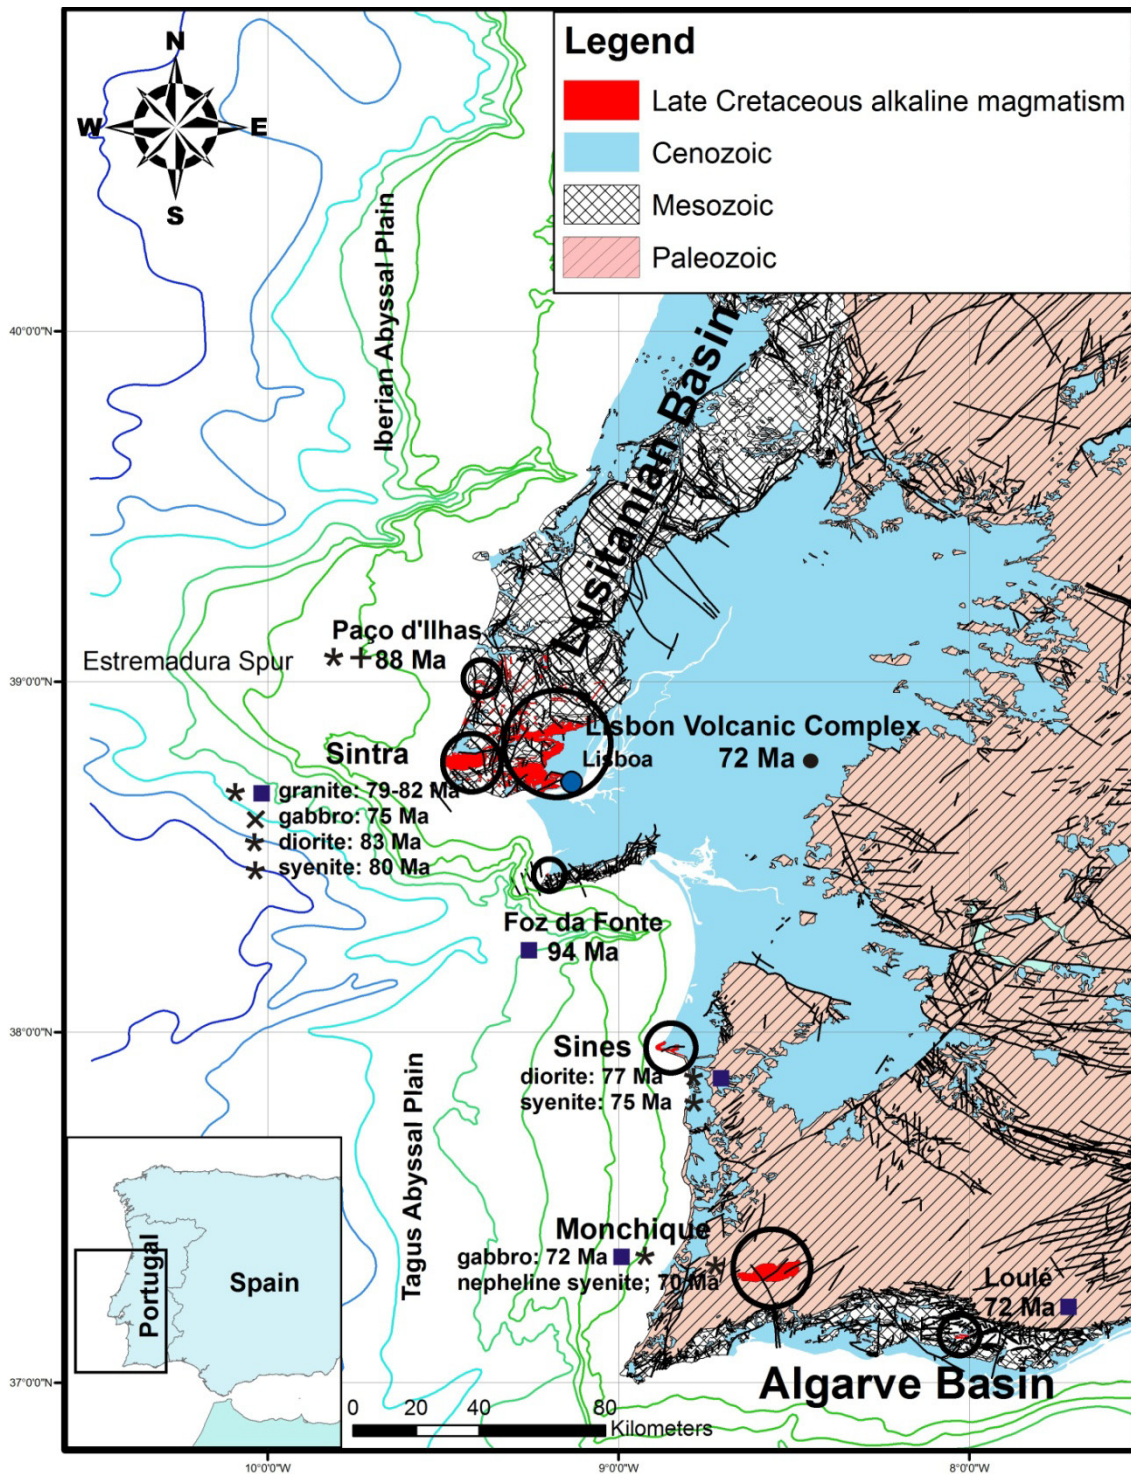 Legend
Late Cretaceous alkaline magmatism
Cenozoic
Mesozoic
Paleozoic
N
W
E
S
Iberian Abyssal Plain
40°0'0"N
Lusitanian Basin
Paço d'Ilhas
* + 88 Ma
Estremadura Spur
39°0'0"N
Lisbon Volcanic Complex
72 Ma
Lisboa
Sintra
* granite: 79-82 Ma
× gabbro: 75 Ma
* diorite: 83 Ma
* syenite: 80 Ma
Foz da Fonte
94 Ma
38°0'0"N
Sines
diorite: 77 Ma *
syenite: 75 Ma *
Tagus Abyssal Plain
Monchique
gabbro: 72 Ma *
nepheline syenite; 70 Ma *
Loulé
72 Ma
Portugal
Spain
Algarve Basin
37°0'0"N
0 20 40 80
Kilometers
10°0'0"W 9°0'0"W 8°0'0"W